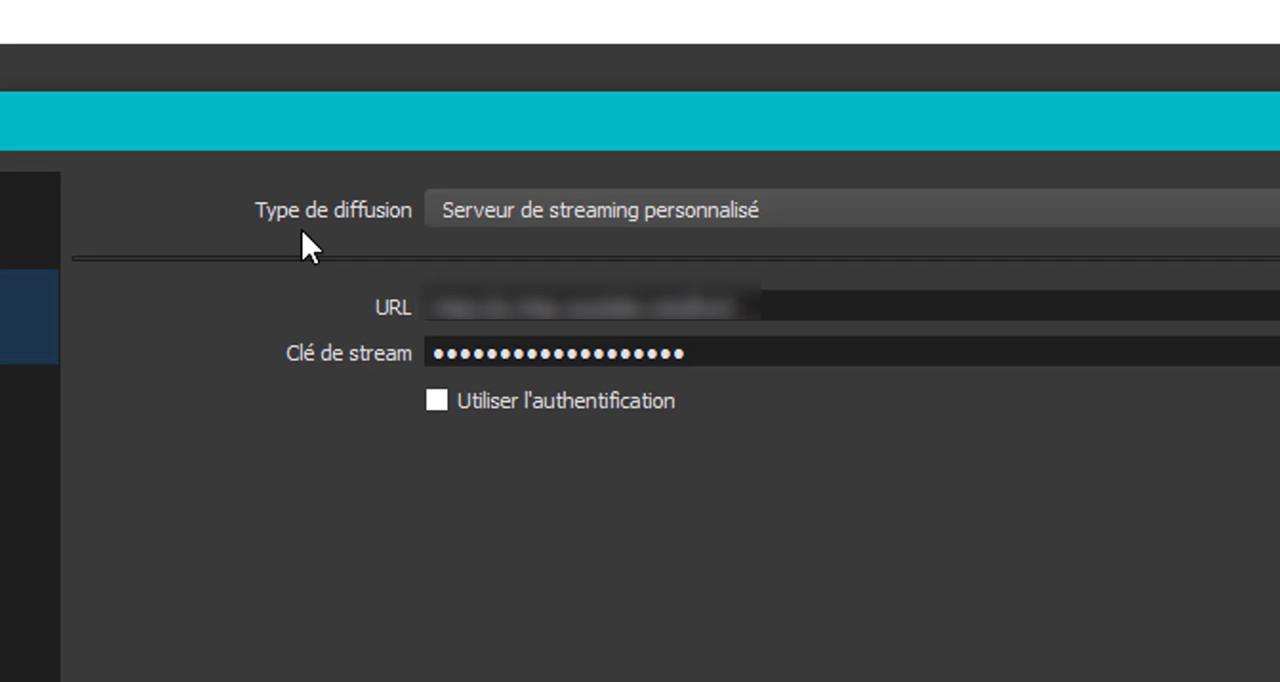 Type de diffusion Serveur de streaming personnalisé
URL
Clé de stream •••••••••••••••••••
Utiliser l'authentification